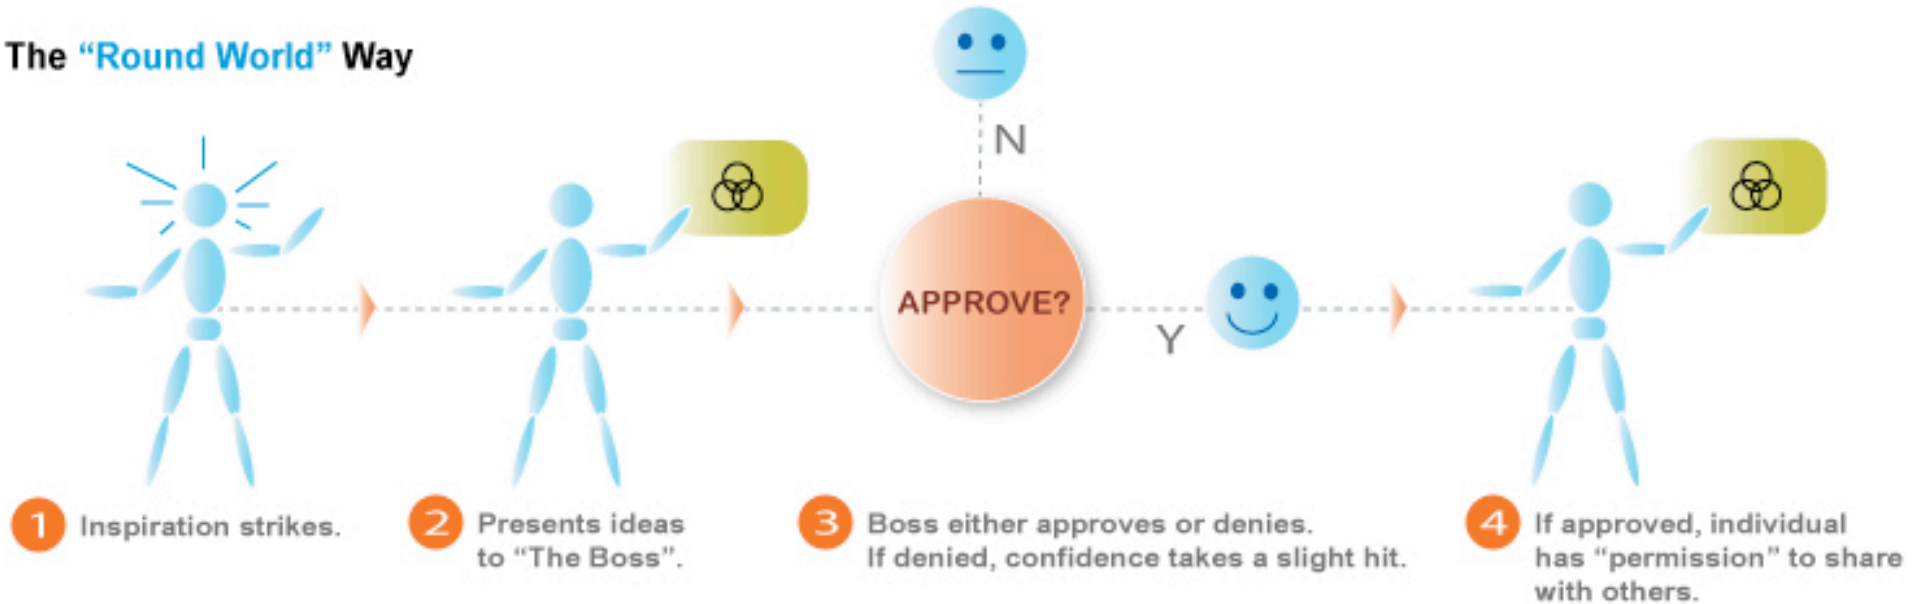 The “Round World” Way
N
APPROVE?
Y
1 Inspiration strikes.
2 Presents ideas
to “The Boss”.
3 Boss either approves or denies.
If denied, confidence takes a slight hit.
4 If approved, individual
has “permission” to share
with others.